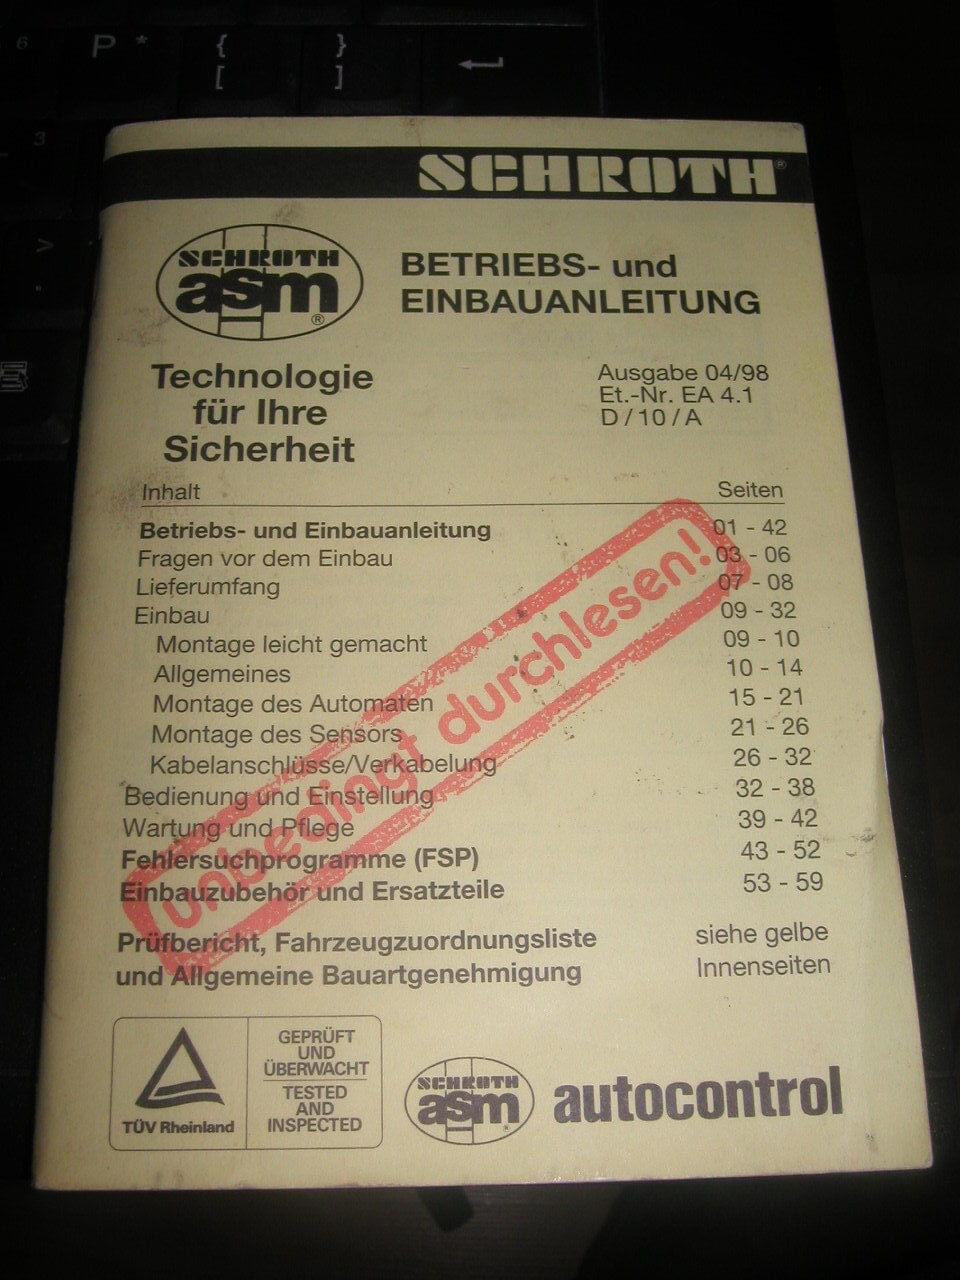 6 P * { }
[ ]
3
>
SCHROTH®
SCHROTH
asm®
BETRIEBS- und
EINBAUANLEITUNG
Technologie
für Ihre
Sicherheit
Ausgabe 04/98
Et.-Nr. EA 4.1
D / 10 / A
Inhalt Seiten
Betriebs- und Einbauanleitung 01 - 42
Fragen vor dem Einbau 03 - 06
Lieferumfang 07 - 08
Einbau 09 - 32
Montage leicht gemacht 09 - 10
Allgemeines 10 - 14
Montage des Automaten 15 - 21
Montage des Sensors 21 - 26
Kabelanschlüsse/Verkabelung 26 - 32
Bedienung und Einstellung 32 - 38
Wartung und Pflege 39 - 42
Fehlersuchprogramme (FSP) 43 - 52
Einbauzubehör und Ersatzteile 53 - 59
Unbedingt durchlesen!
Prüfbericht, Fahrzeugzuordnungsliste siehe gelbe
und Allgemeine Bauartgenehmigung Innenseiten
TÜV Rheinland
GEPRÜFT
UND
ÜBERWACHT
TESTED
AND
INSPECTED
SCHROTH
asm®
autocontrol